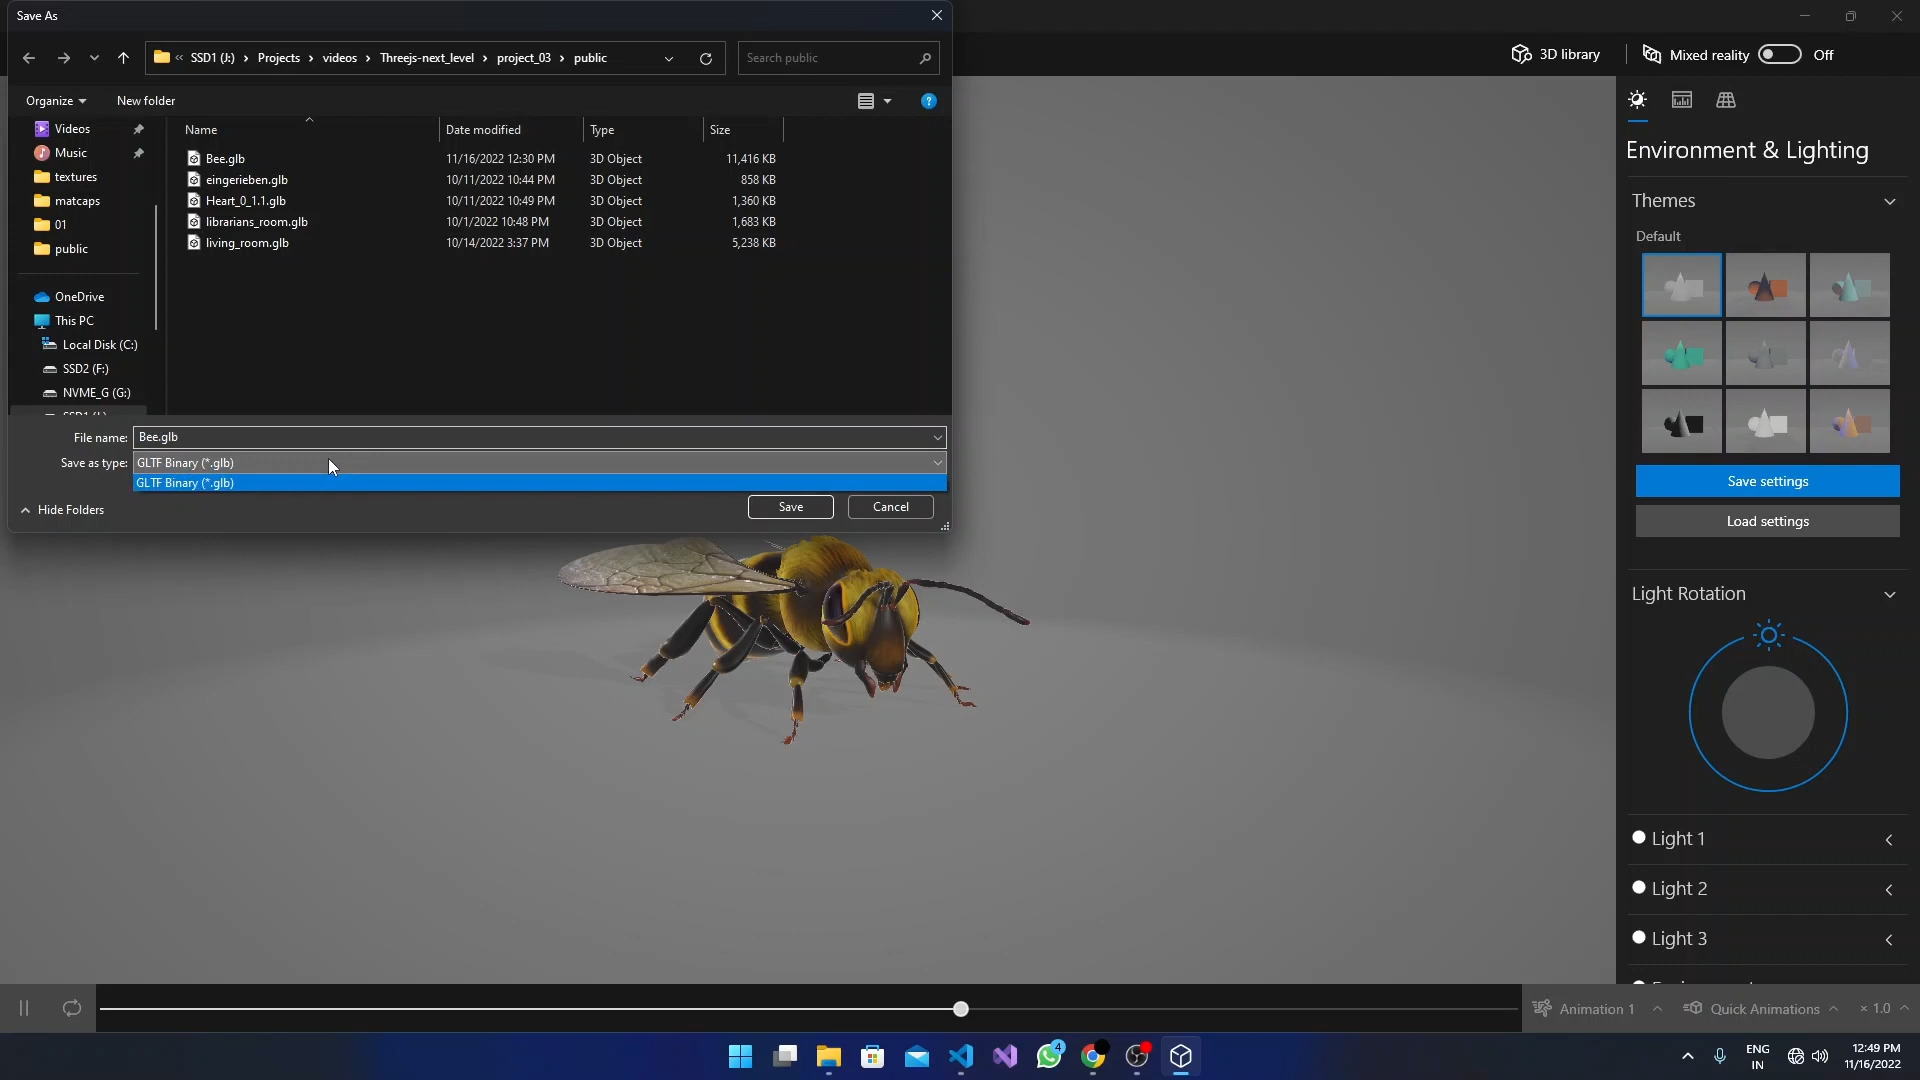 Save As
« SSD1 (J:) › Projects › videos › Threejs-next_level › project_03 › public
Search public
3D library
Mixed reality
Off
Organize
New folder
Videos
Music
textures
matcaps
01
public
OneDrive
This PC
Local Disk (C:)
SSD2 (F:)
NVME_G (G:)
Name Date modified Type Size
Bee.glb 11/16/2022 12:30 PM 3D Object 11,416 KB
eingerieben.glb 10/11/2022 10:44 PM 3D Object 858 KB
Heart_0_1.1.glb 10/11/2022 10:49 PM 3D Object 1,360 KB
librarians_room.glb 10/1/2022 10:48 PM 3D Object 1,683 KB
living_room.glb 10/14/2022 3:37 PM 3D Object 5,238 KB
File name: Bee.glb
Save as type: GLTF Binary (*.glb)
GLTF Binary (*.glb)
Hide Folders
Save
Cancel
Environment & Lighting
Themes
Default
Save settings
Load settings
Light Rotation
Light 1
Light 2
Light 3
Animation 1
Quick Animations
× 1.0
4
ENG
IN
12:49 PM
11/16/2022